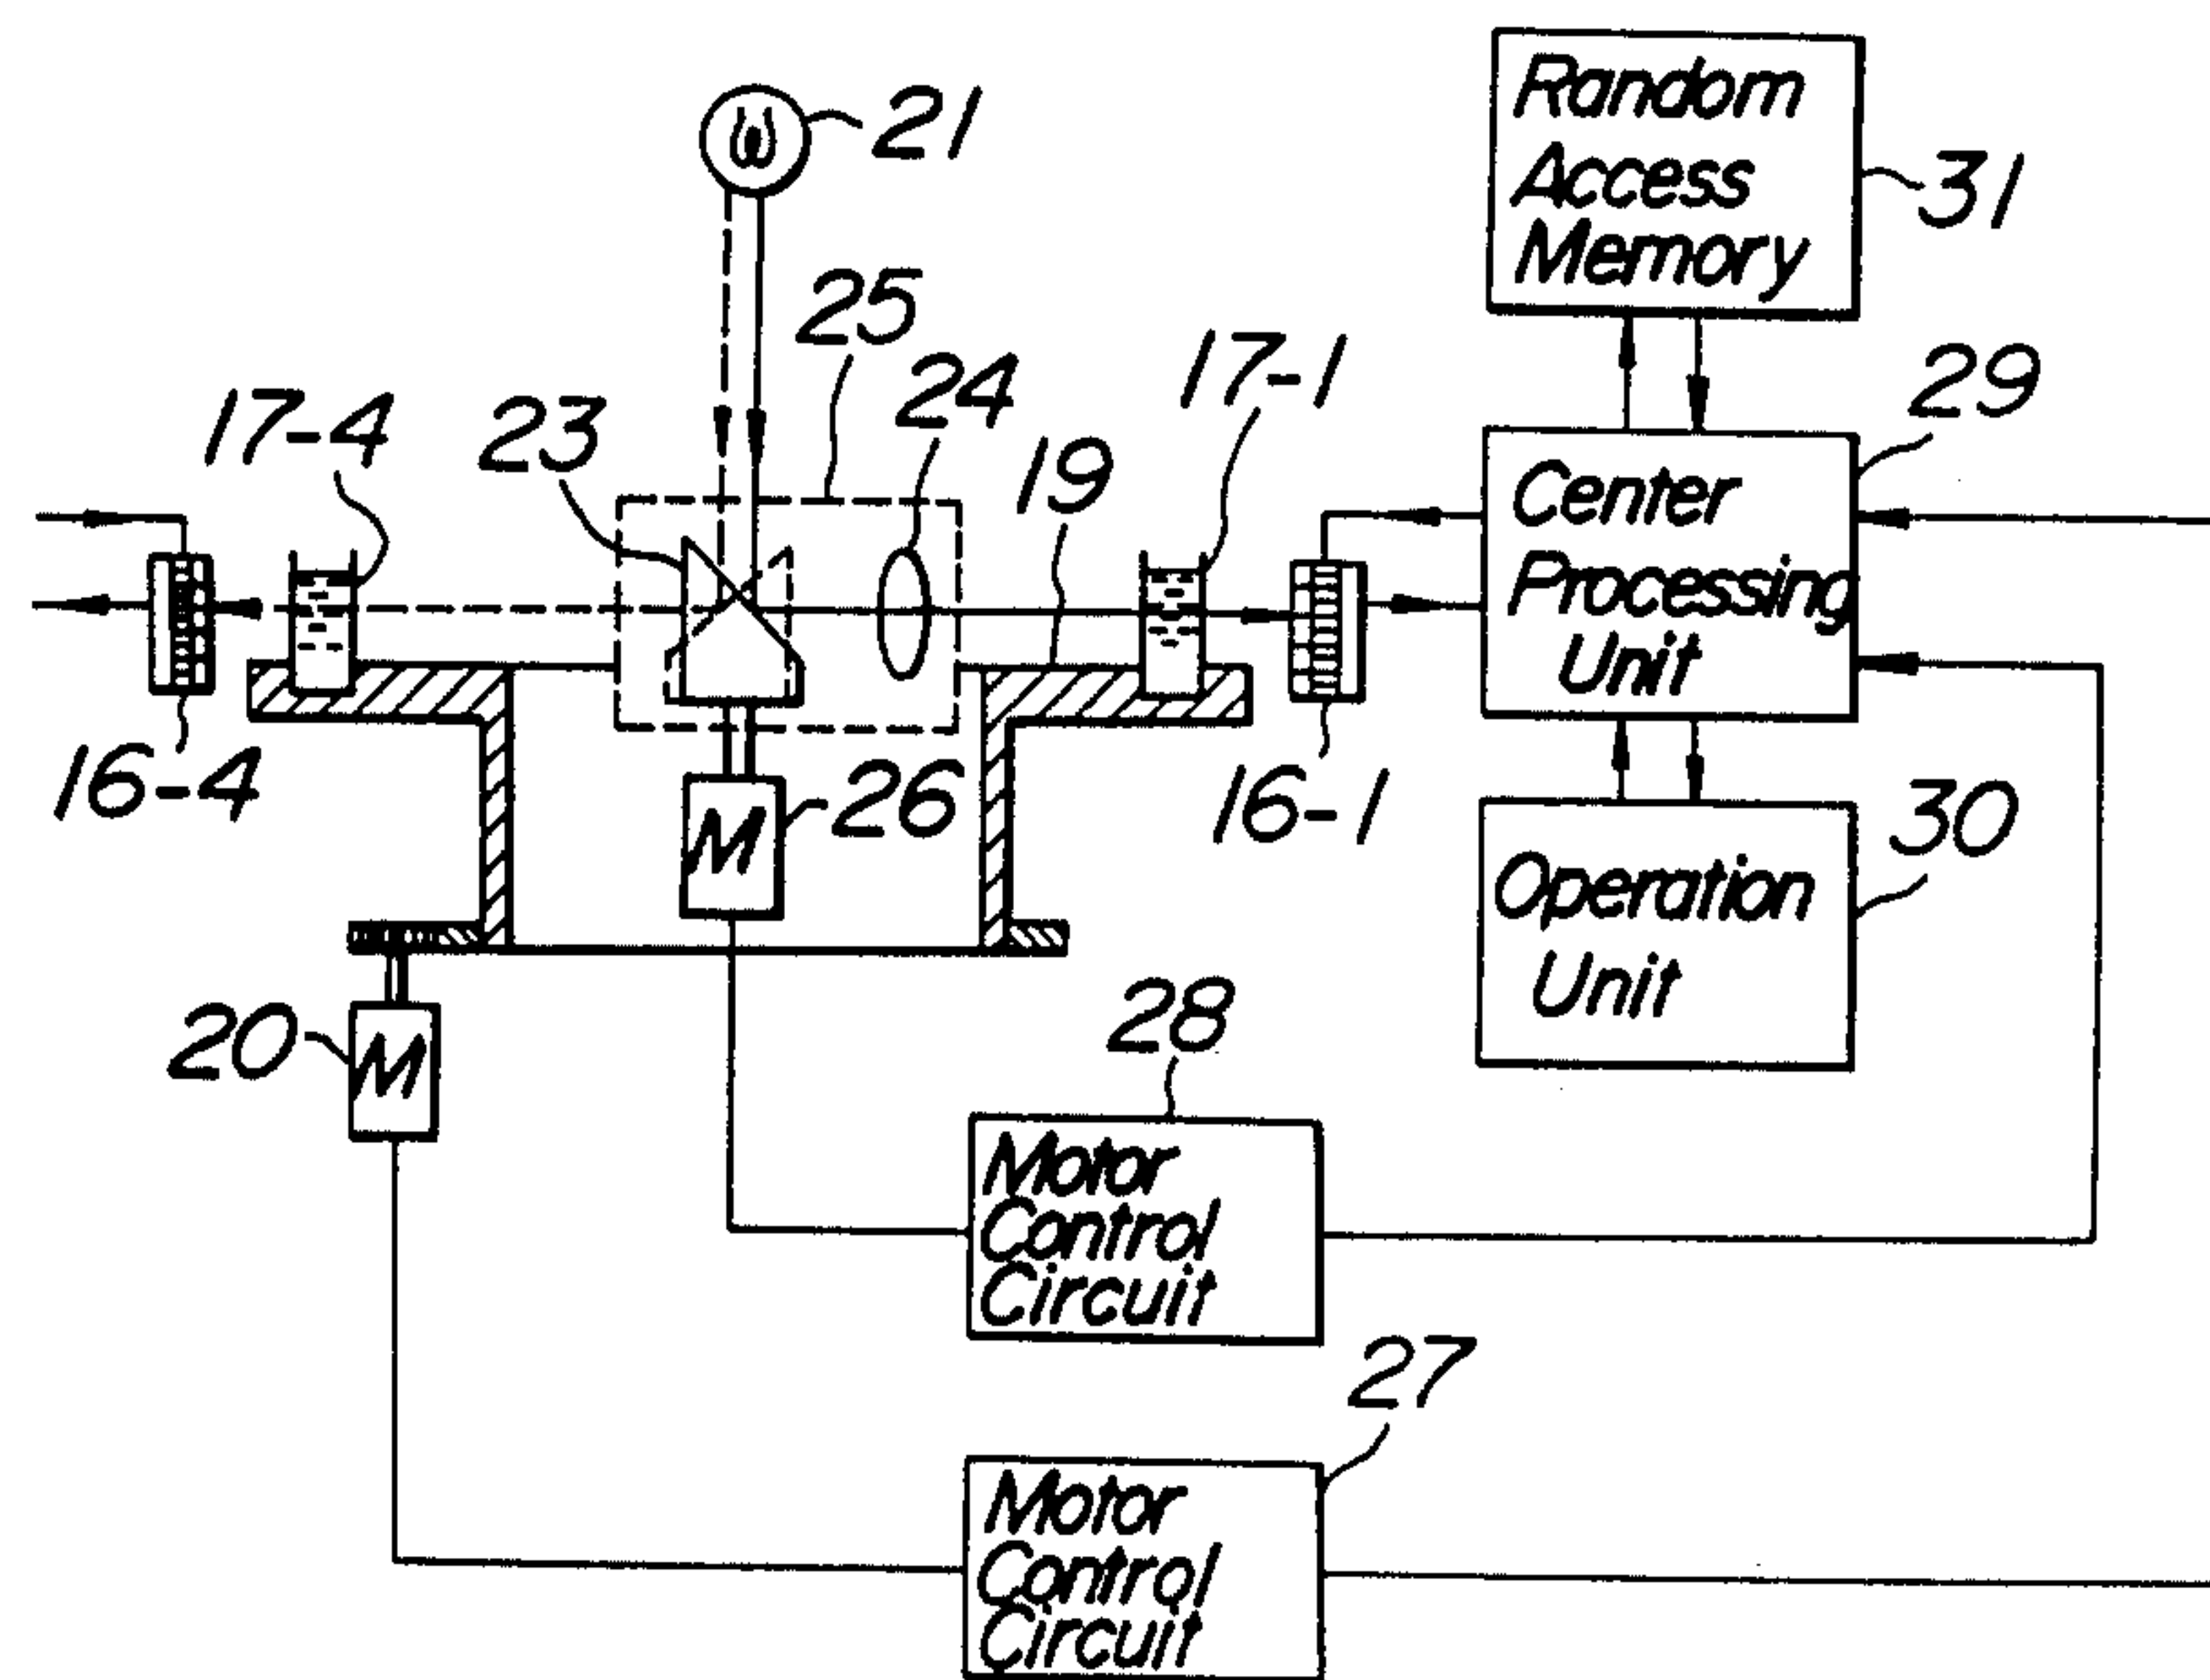 Random
Access
Memory
31
21
25
24
17-1
29
17-4
23
19
Center
Processing
Unit
16-4
26
16-1
M
30
Operation
Unit
20
M
28
Motor
Control
Circuit
27
Motor
Control
Circuit